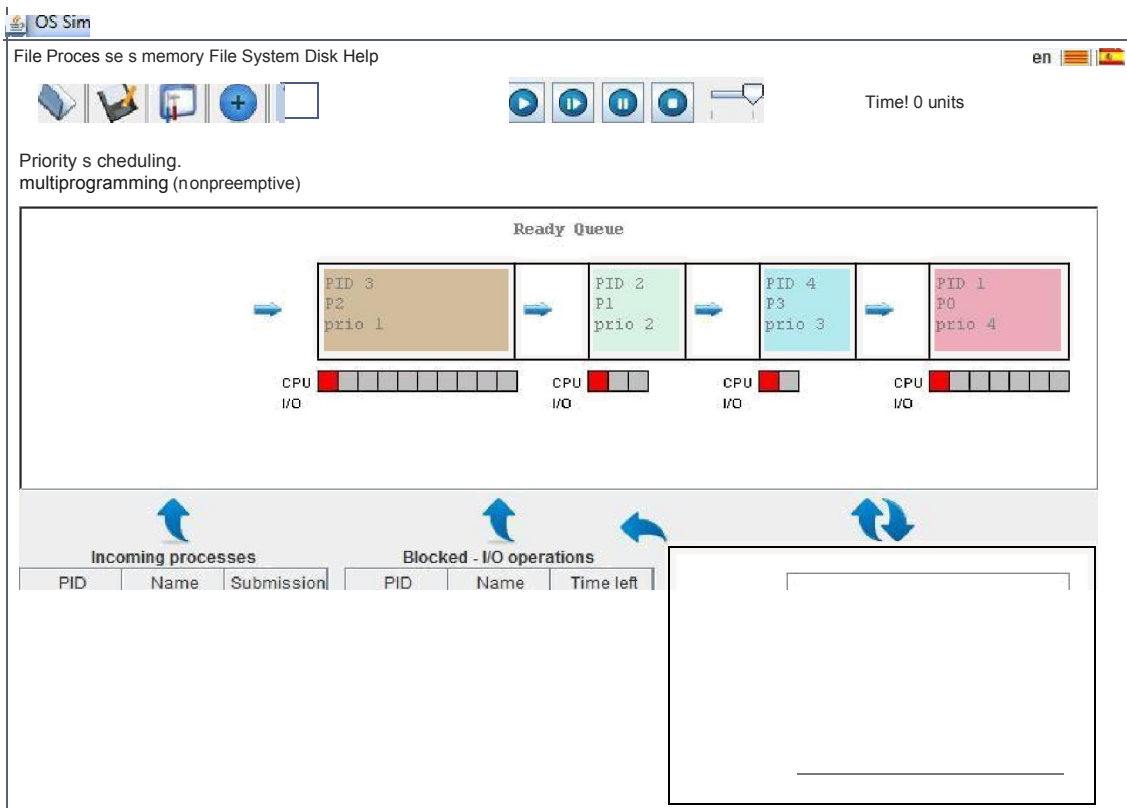 OS Sim
File Proces se s memory File System Disk Help
en
Time! 0 units
Priority s cheduling.
multiprogramming (nonpreemptive)
Ready Queue
PID 3
P2
prio 1
PID 2
P1
prio 2
PID 4
P3
prio 3
PID 1
P0
prio 4
CPU
I/O
CPU
I/O
CPU
I/O
CPU
I/O
Incoming processes
PID Name Submission
Blocked - I/O operations
PID Name Time left